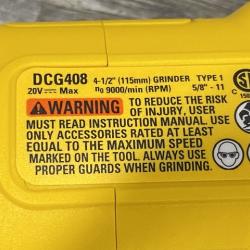 DCG408 4-1/2" (115mm) GRINDER TYPE 1
20V Max n₀ 9000/min (RPM) 5/8" - 11
WARNING TO REDUCE THE RISK
OF INJURY, USER
MUST READ INSTRUCTION MANUAL. USE
ONLY ACCESSORIES RATED AT LEAST
EQUAL TO THE MAXIMUM SPEED
MARKED ON THE TOOL. ALWAYS USE
PROPER GUARDS WHEN GRINDING.